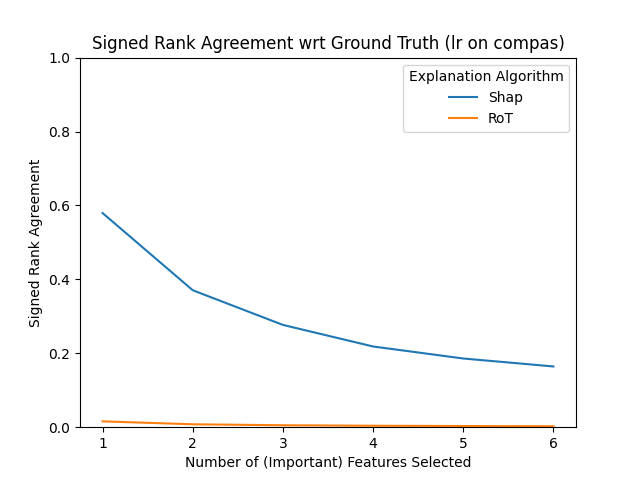 Signed Rank Agreement wrt Ground Truth (lr on compas)
Explanation Algorithm
Shap
RoT
Signed Rank Agreement
1.0
0.8
0.6
0.4
0.2
0.0
1 2 3 4 5 6
Number of (Important) Features Selected